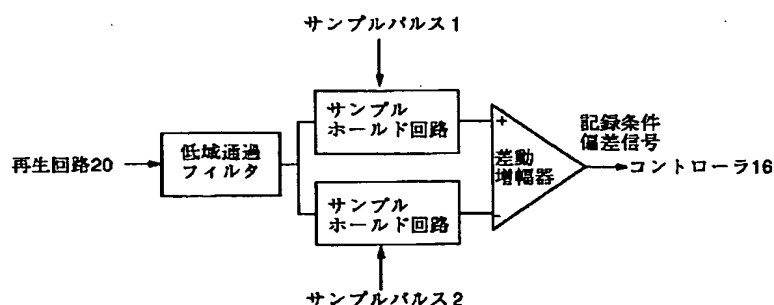 サンプルパルス1
サンプル
ホールド回路
再生回路20
低域通過
フィルタ
+
差動
増幅器
-
記録条件
偏差信号
コントローラ16
サンプル
ホールド回路
サンプルパルス2